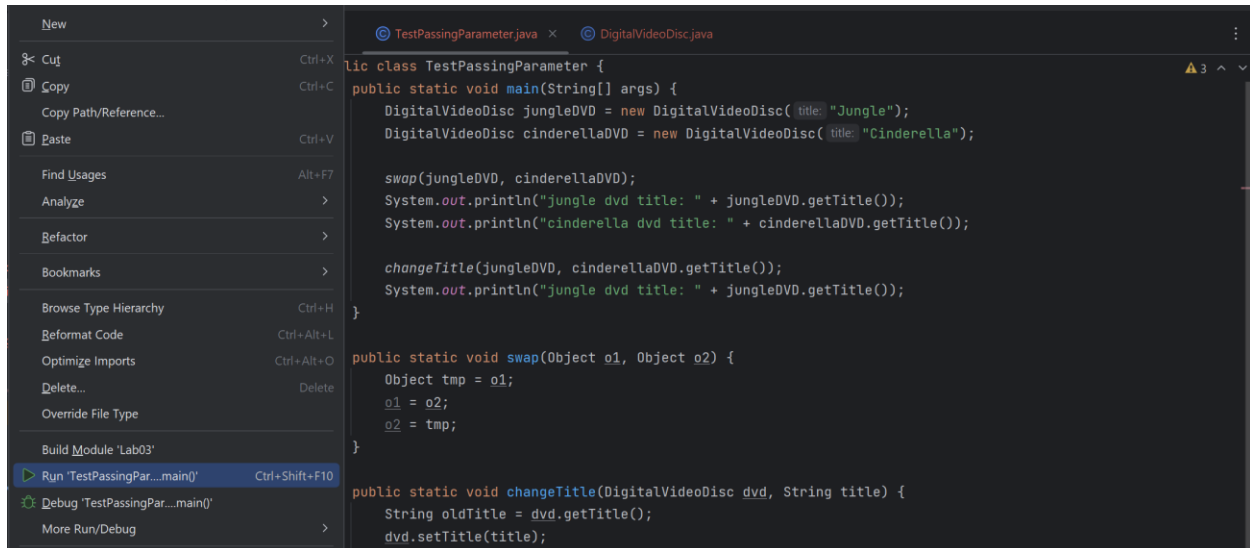 New
Cut Ctrl+X
Copy Ctrl+C
Copy Path/Reference...
Paste Ctrl+V
Find Usages Alt+F7
Analyze
Refactor
Bookmarks
Browse Type Hierarchy Ctrl+H
Reformat Code Ctrl+Alt+L
Optimize Imports Ctrl+Alt+O
Delete... Delete
Override File Type
Build Module 'Lab03'
Run 'TestPassingPar....main()' Ctrl+Shift+F10
Debug 'TestPassingPar....main()'
More Run/Debug
TestPassingParameter.java DigitalVideoDisc.java
3
lic class TestPassingParameter {
public static void main(String[] args) {
DigitalVideoDisc jungleDVD = new DigitalVideoDisc( title: "Jungle");
DigitalVideoDisc cinderellaDVD = new DigitalVideoDisc( title: "Cinderella");
swap(jungleDVD, cinderellaDVD);
System.out.println("jungle dvd title: " + jungleDVD.getTitle());
System.out.println("cinderella dvd title: " + cinderellaDVD.getTitle());
changeTitle(jungleDVD, cinderellaDVD.getTitle());
System.out.println("jungle dvd title: " + jungleDVD.getTitle());
}
public static void swap(Object o1, Object o2) {
Object tmp = o1;
o1 = o2;
o2 = tmp;
}
public static void changeTitle(DigitalVideoDisc dvd, String title) {
String oldTitle = dvd.getTitle();
dvd.setTitle(title);